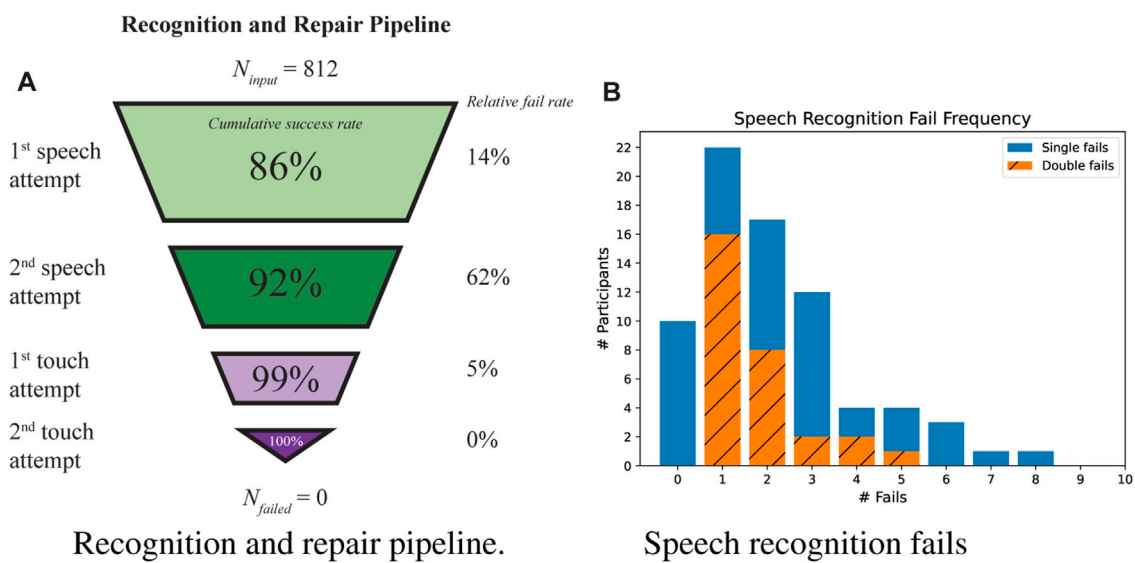 Recognition and Repair Pipeline
A
N_input = 812
Relative fail rate
Cumulative success rate
1st speech
attempt
86%
14%
2nd speech
attempt
92%
62%
1st touch
attempt
99%
5%
2nd touch
attempt
100%
0%
N_failed = 0
Recognition and repair pipeline.
B
Speech Recognition Fail Frequency
Single fails
Double fails
# Participants
22
20
18
16
14
12
10
8
6
4
2
0
0 1 2 3 4 5 6 7 8 9 10
# Fails
Speech recognition fails